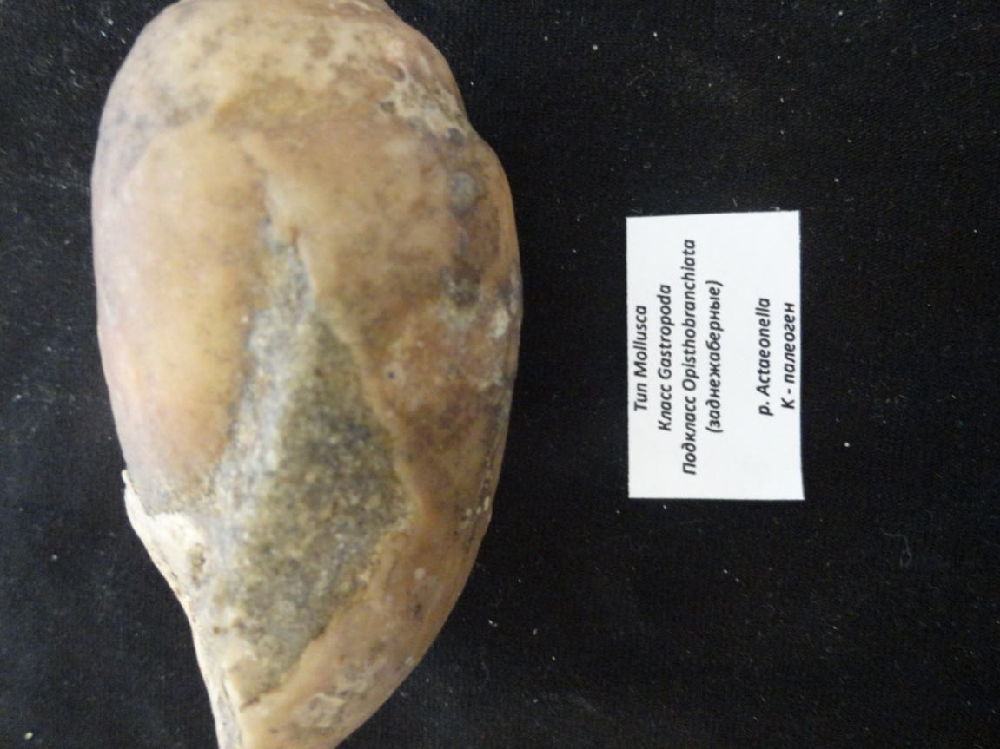 Тип Mollusca
Класс Gastropoda
Подкласс Opisthobranchiata
(заднежаберные)
р. Actaeonella
К - палеоген